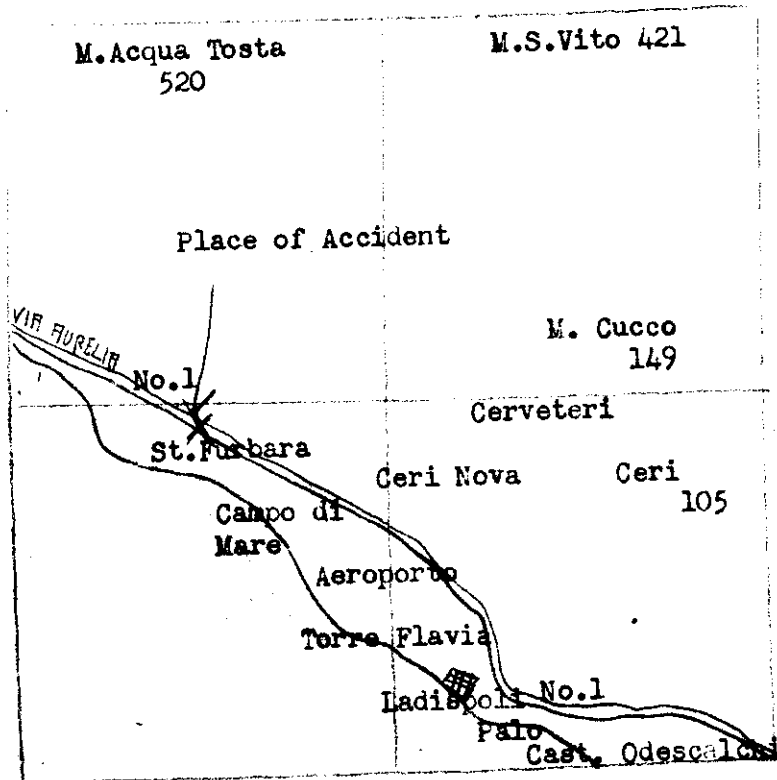 M.Acqua Tosta
520
M.S.Vito 421
Place of Accident
VIA AURELIA
M. Cucco
149
No.1
Cerveteri
St.Furbara
Ceri Nova
Ceri
105
Campo di
Mare
Aeroporto
Torre Flavia
Ladispoli
No.1
Palo
Cast. Odescalchi